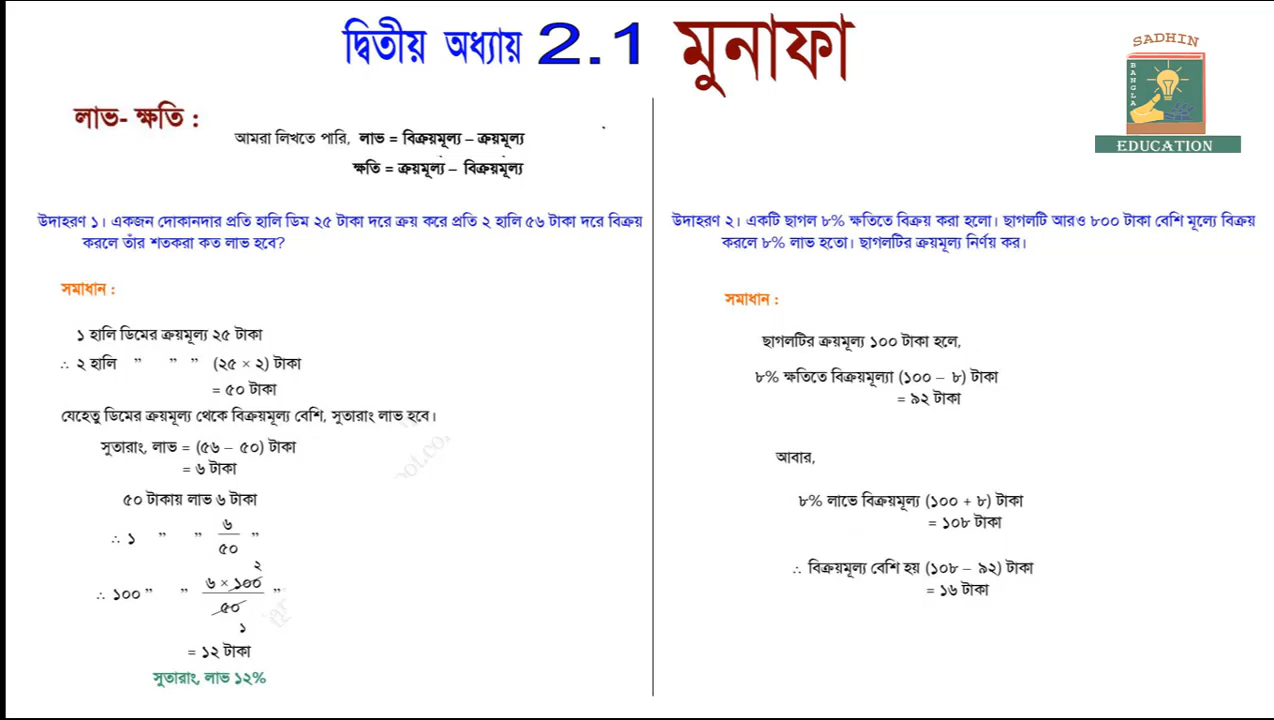 দ্বিতীয় অধ্যায় 2.1 মুনাফা
SADHIN
BANGLA
EDUCATION
লাভ- ক্ষতি :
আমরা লিখতে পারি, লাভ = বিক্রয়মূল্য – ক্রয়মূল্য
ক্ষতি = ক্রয়মূল্য – বিক্রয়মূল্য
উদাহরণ ১। একজন দোকানদার প্রতি হালি ডিম ২৫ টাকা দরে ক্রয় করে প্রতি ২ হালি ৫৬ টাকা দরে বিক্রয়
করলে তাঁর শতকরা কত লাভ হবে?
সমাধান :
১ হালি ডিমের ক্রয়মূল্য ২৫ টাকা
∴ ২ হালি ” ” ” (২৫ × ২) টাকা
= ৫০ টাকা
যেহেতু ডিমের ক্রয়মূল্য থেকে বিক্রয়মূল্য বেশি, সুতারাং লাভ হবে।
সুতারাং, লাভ = (৫৬ – ৫০) টাকা
= ৬ টাকা
৫০ টাকায় লাভ ৬ টাকা
৬
∴ ১ ” ” ”
৫০
২
৬ × ১০০
∴ ১০০ ” ” ”
৫০
১
= ১২ টাকা
সুতারাং, লাভ ১২%
উদাহরণ ২। একটি ছাগল ৮% ক্ষতিতে বিক্রয় করা হলো। ছাগলটি আরও ৮০০ টাকা বেশি মূল্যে বিক্রয়
করলে ৮% লাভ হতো। ছাগলটির ক্রয়মূল্য নির্ণয় কর।
সমাধান :
ছাগলটির ক্রয়মূল্য ১০০ টাকা হলে,
৮% ক্ষতিতে বিক্রয়মূল্যা (১০০ – ৮) টাকা
= ৯২ টাকা
আবার,
৮% লাভে বিক্রয়মূল্য (১০০ + ৮) টাকা
= ১০৮ টাকা
∴ বিক্রয়মূল্য বেশি হয় (১০৮ – ৯২) টাকা
= ১৬ টাকা